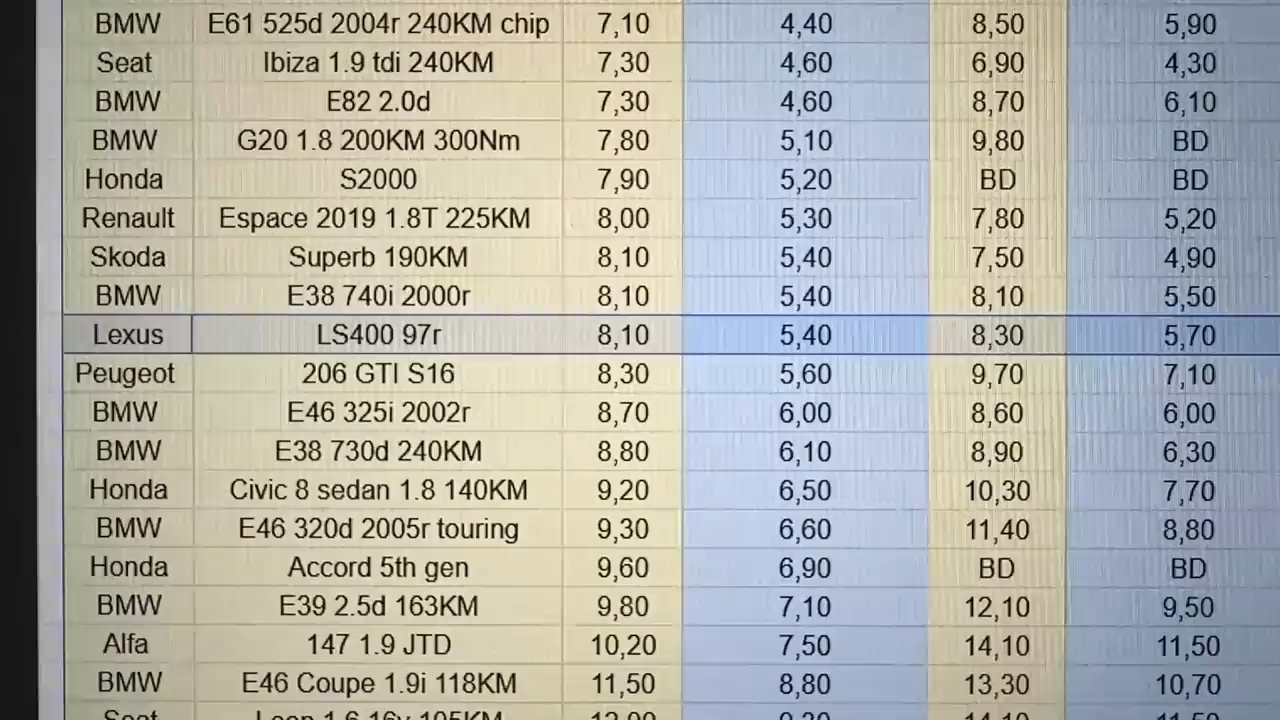 BMW E61 525d 2004r 240KM chip 7,10 4,40 8,50 5,90
Seat Ibiza 1.9 tdi 240KM 7,30 4,60 6,90 4,30
BMW E82 2.0d 7,30 4,60 8,70 6,10
BMW G20 1.8 200KM 300Nm 7,80 5,10 9,80 BD
Honda S2000 7,90 5,20 BD BD
Renault Espace 2019 1.8T 225KM 8,00 5,30 7,80 5,20
Skoda Superb 190KM 8,10 5,40 7,50 4,90
BMW E38 740i 2000r 8,10 5,40 8,10 5,50
Lexus LS400 97r 8,10 5,40 8,30 5,70
Peugeot 206 GTI S16 8,30 5,60 9,70 7,10
BMW E46 325i 2002r 8,70 6,00 8,60 6,00
BMW E38 730d 240KM 8,80 6,10 8,90 6,30
Honda Civic 8 sedan 1.8 140KM 9,20 6,50 10,30 7,70
BMW E46 320d 2005r touring 9,30 6,60 11,40 8,80
Honda Accord 5th gen 9,60 6,90 BD BD
BMW E39 2.5d 163KM 9,80 7,10 12,10 9,50
Alfa 147 1.9 JTD 10,20 7,50 14,10 11,50
BMW E46 Coupe 1.9i 118KM 11,50 8,80 13,30 10,70
Seat Leon 1.6 16v 105KM